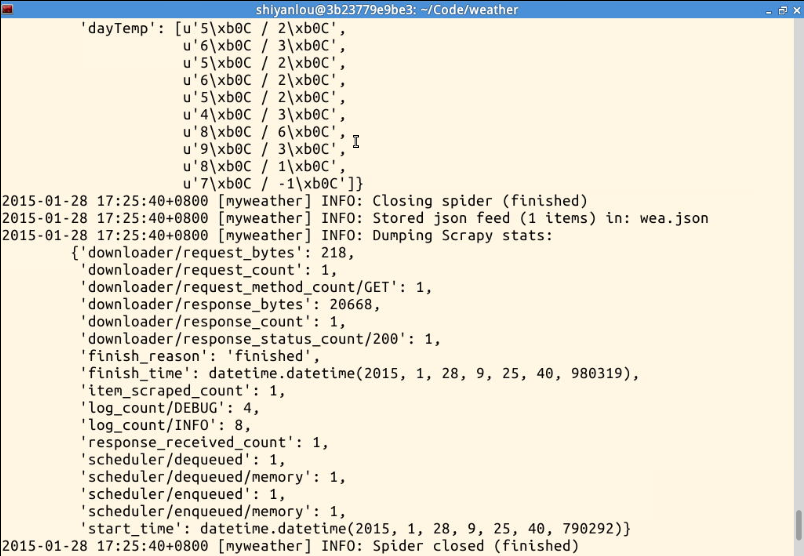 shiyanlou@3b23779e9be3: ~/Code/weather
'dayTemp': [u'5\xb0C / 2\xb0C',
u'6\xb0C / 3\xb0C',
u'5\xb0C / 2\xb0C',
u'6\xb0C / 2\xb0C',
u'5\xb0C / 2\xb0C',
u'4\xb0C / 3\xb0C',
u'8\xb0C / 6\xb0C',
u'9\xb0C / 3\xb0C',
u'8\xb0C / 1\xb0C',
u'7\xb0C / -1\xb0C']}
2015-01-28 17:25:40+0800 [myweather] INFO: Closing spider (finished)
2015-01-28 17:25:40+0800 [myweather] INFO: Stored json feed (1 items) in: wea.json
2015-01-28 17:25:40+0800 [myweather] INFO: Dumping Scrapy stats:
{'downloader/request_bytes': 218,
'downloader/request_count': 1,
'downloader/request_method_count/GET': 1,
'downloader/response_bytes': 20668,
'downloader/response_count': 1,
'downloader/response_status_count/200': 1,
'finish_reason': 'finished',
'finish_time': datetime.datetime(2015, 1, 28, 9, 25, 40, 980319),
'item_scraped_count': 1,
'log_count/DEBUG': 4,
'log_count/INFO': 8,
'response_received_count': 1,
'scheduler/dequeued': 1,
'scheduler/dequeued/memory': 1,
'scheduler/enqueued': 1,
'scheduler/enqueued/memory': 1,
'start_time': datetime.datetime(2015, 1, 28, 9, 25, 40, 790292)}
2015-01-28 17:25:40+0800 [myweather] INFO: Spider closed (finished)